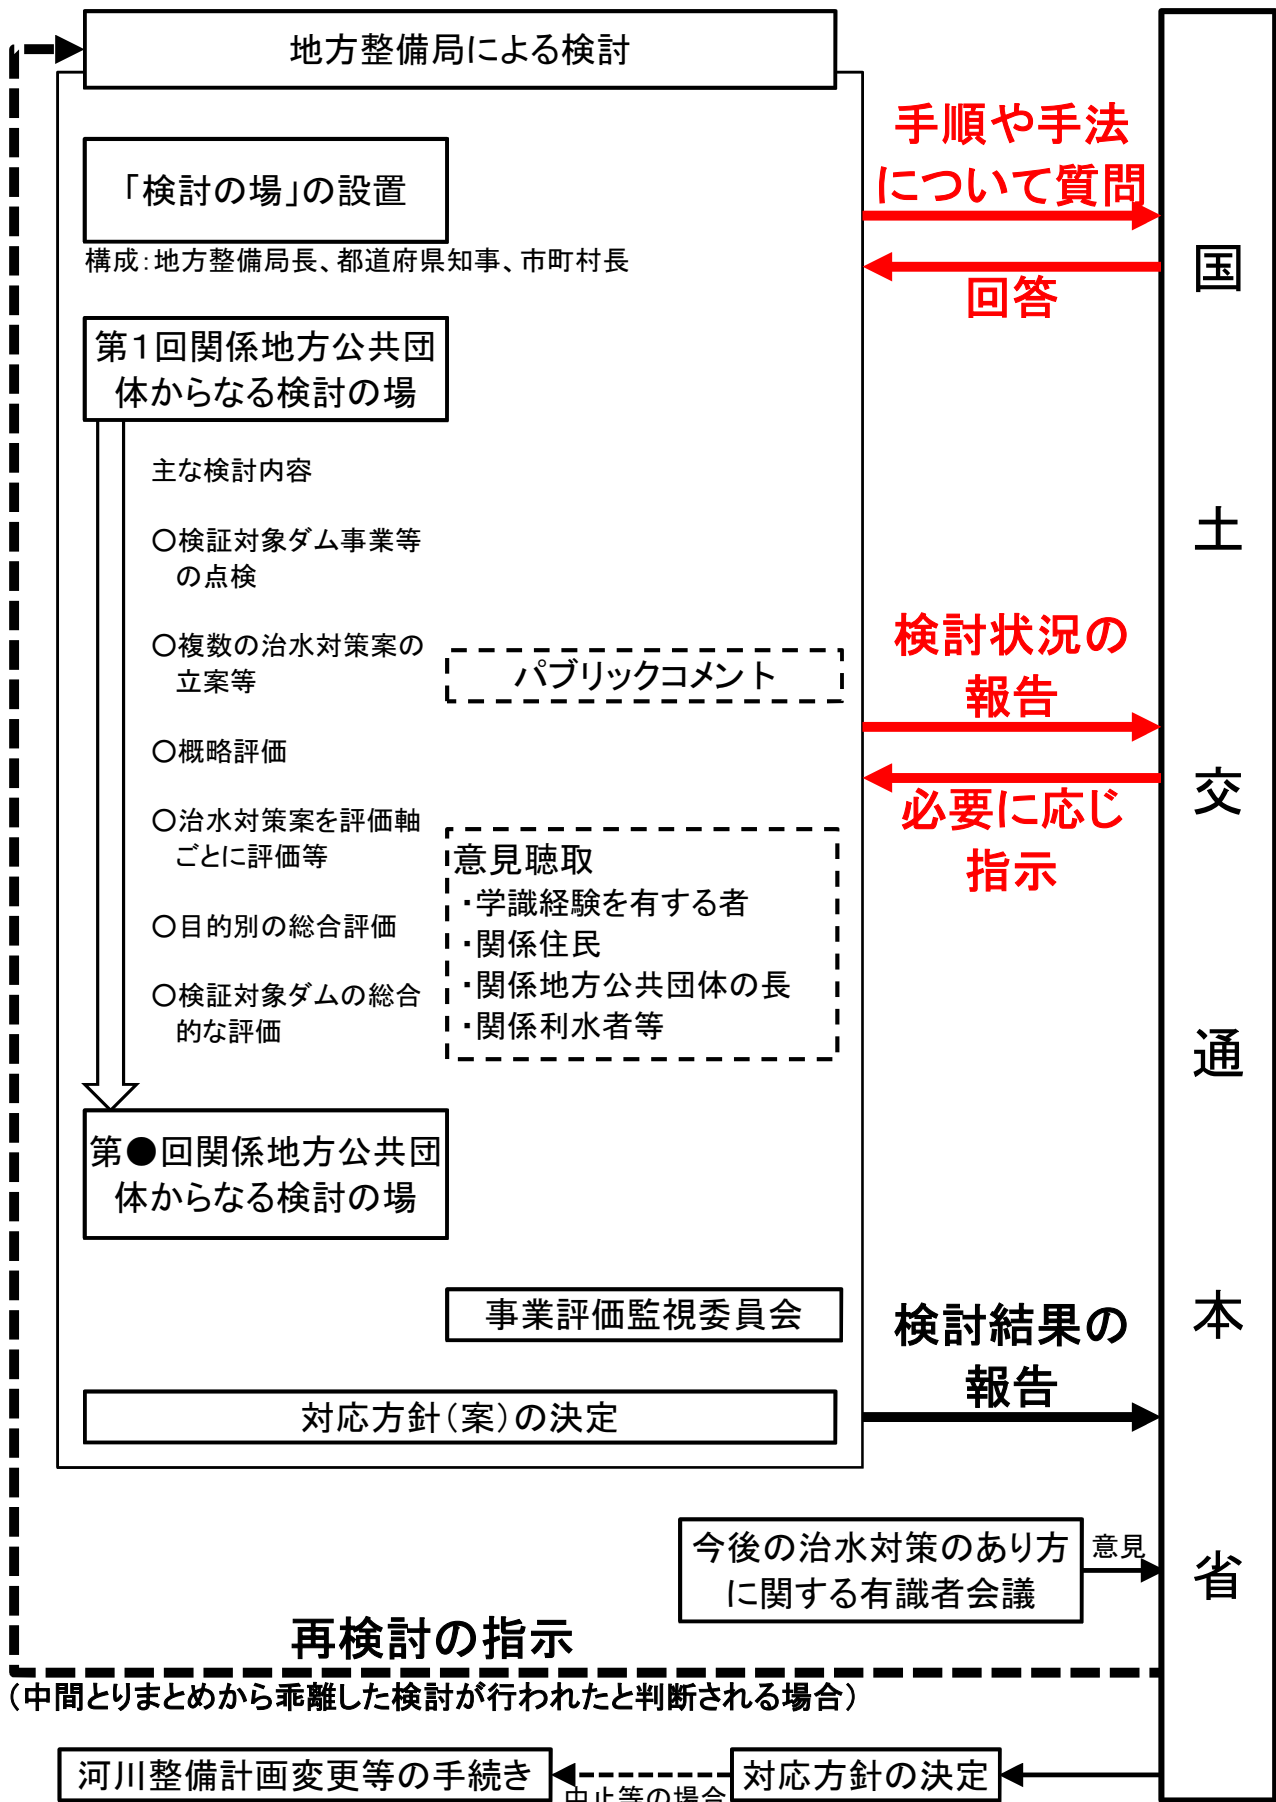 地方整備局による検討
「検討の場」の設置
構成:地方整備局長、都道府県知事、市町村長
第1回関係地方公共団
体からなる検討の場
主な検討内容
○検証対象ダム事業等
の点検
○複数の治水対策案の
立案等
○概略評価
○治水対策案を評価軸
ごとに評価等
○目的別の総合評価
○検証対象ダムの総合
的な評価
パブリックコメント
意見聴取
・学識経験を有する者
・関係住民
・関係地方公共団体の長
・関係利水者等
第●回関係地方公共団
体からなる検討の場
事業評価監視委員会
対応方針(案)の決定
手順や手法
について質問
回答
検討状況の
報告
必要に応じ
指示
検討結果の
報告
国土交通本省
今後の治水対策のあり方
に関する有識者会議
意見
再検討の指示
(中間とりまとめから乖離した検討が行われたと判断される場合)
河川整備計画変更等の手続き
中止等の場合
対応方針の決定